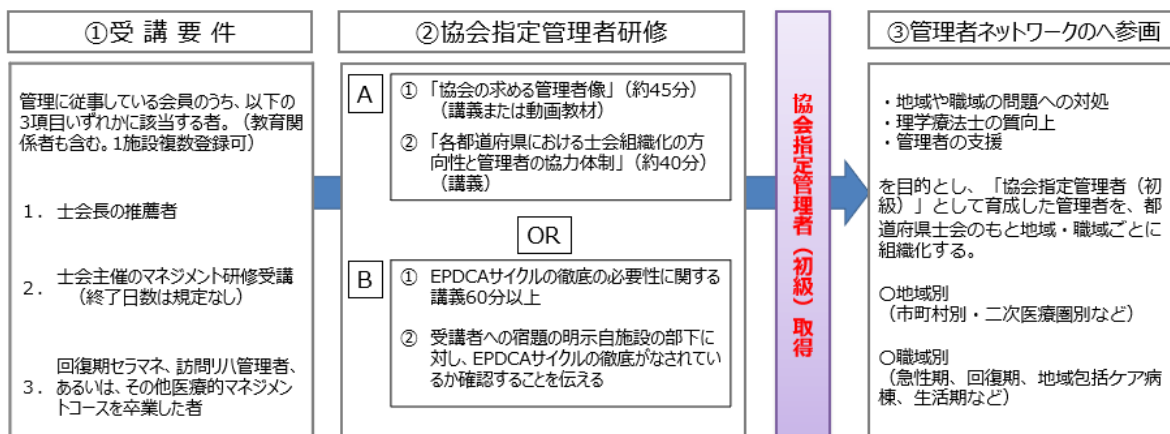 ①受 講 要 件
管理に従事している会員のうち、以下の
3項目いずれかに該当する者。（教育関
係者も含む。1施設複数登録可）
1． 士会長の推薦者
2． 士会主催のマネジメント研修受講
（終了日数は規定なし）
3． 回復期セラマネ、訪問リハ管理者、
あるいは、その他医療的マネジメン
トコースを卒業した者
②協会指定管理者研修
A
① 「協会の求める管理者像」（約45分）
（講義または動画教材）
② 「各都道府県における士会組織化の方
向性と管理者の協力体制」（約40分）
（講義）
OR
B
① EPDCAサイクルの徹底の必要性に関する
講義60分以上
② 受講者への宿題の明示自施設の部下に
対し、EPDCAサイクルの徹底がなされてい
るか確認することを伝える
協会指定管理者（初級）取得
③管理者ネットワークのへ参画
・地域や職域の問題への対処
・理学療法士の質向上
・管理者の支援
を目的とし、「協会指定管理者（初
級）」として育成した管理者を、都
道府県士会のもと地域・職域ごとに
組織化する。
〇地域別
（市町村別・二次医療圏別など）
〇職域別
（急性期、回復期、地域包括ケア病
棟、生活期など）